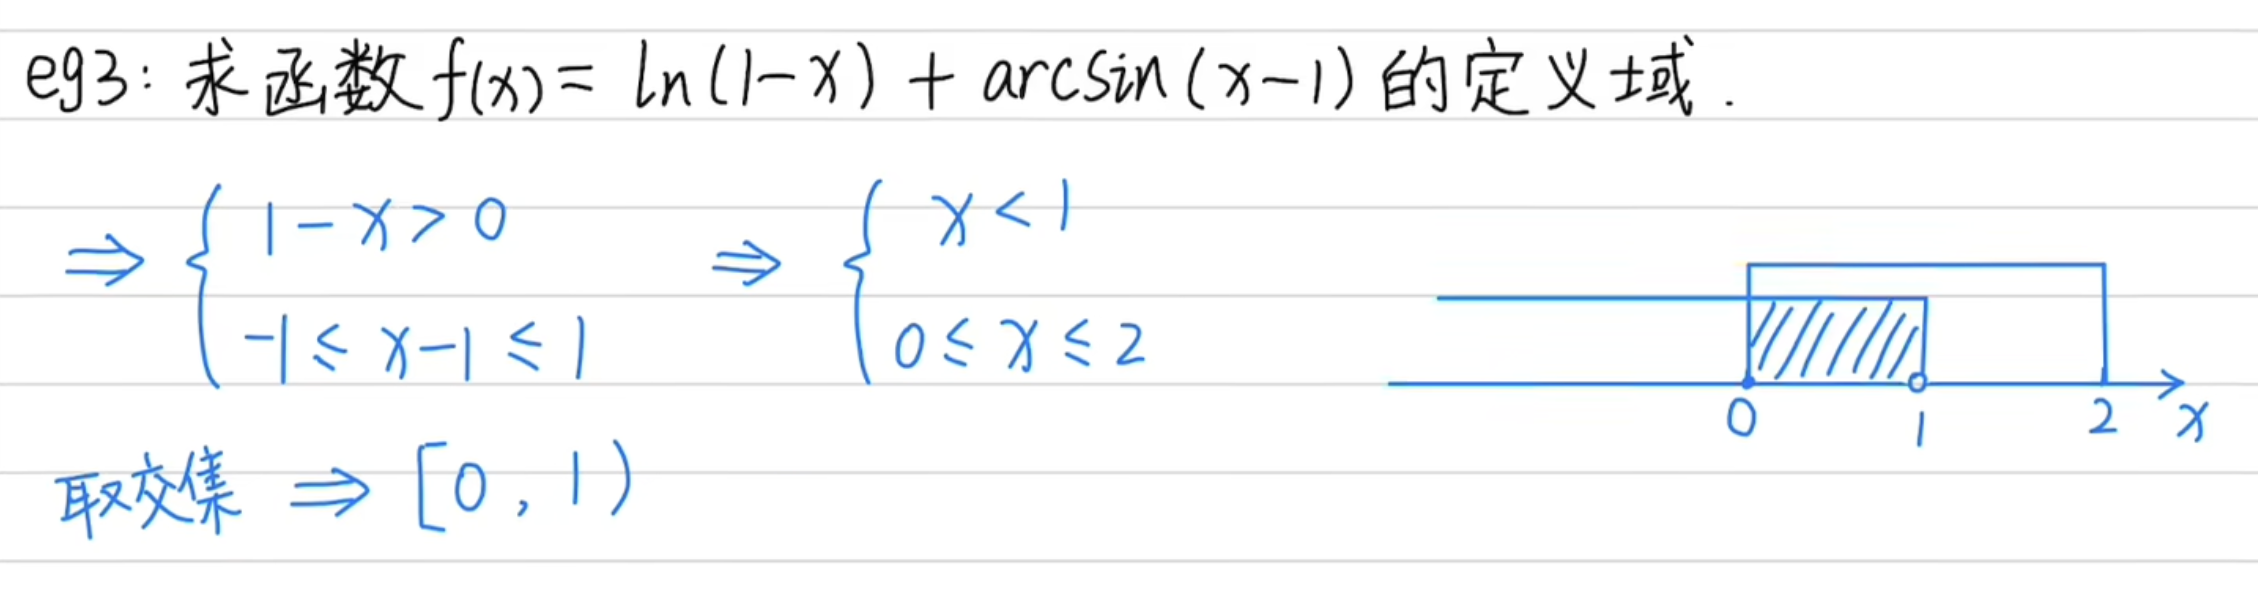 eg3: 求函数 f(x) = ln(1-x) + arcsin(x-1) 的定义域.
⇒ { 1-x>0 ⇒ { x<1
-1≤x-1≤1 0≤x≤2
0 1 2 x
取交集 ⇒ [0, 1)